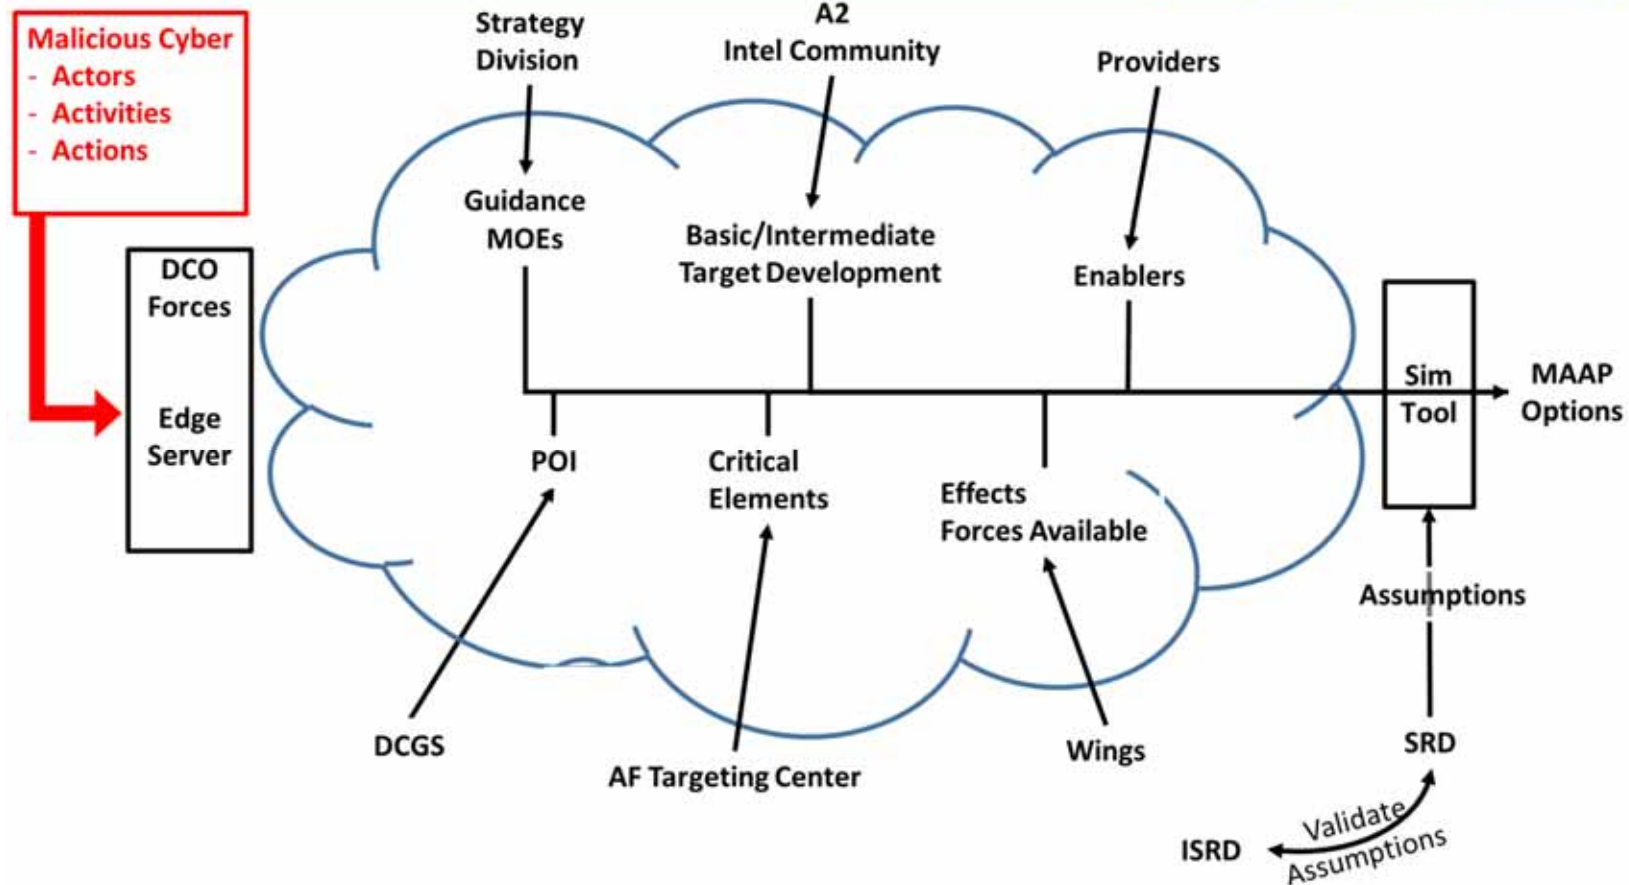 Malicious Cyber
- Actors
- Activities
- Actions
Strategy
Division
A2
Intel Community
Providers
Guidance
MOEs
Basic/Intermediate
Target Development
Enablers
DCO
Forces
Edge
Server
Sim
Tool
MAAP
Options
POI
Critical
Elements
Effects
Forces Available
Assumptions
DCGS
AF Targeting Center
Wings
SRD
ISRD
Validate
Assumptions